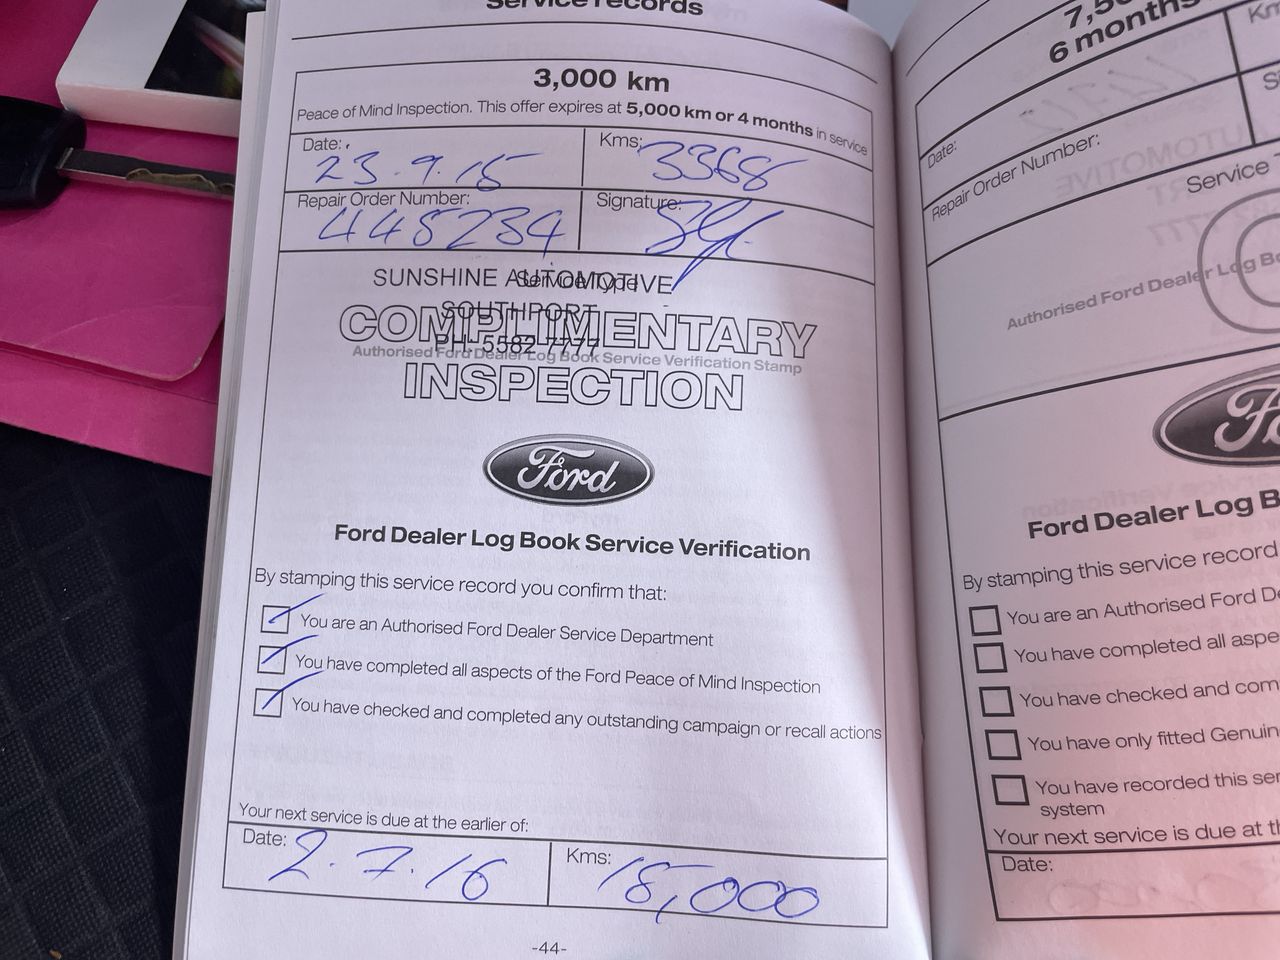 Service records
3,000 km
Peace of Mind Inspection. This offer expires at 5,000 km or 4 months in service
Date:
23.9.15
Kms:
3368
Repair Order Number:
448234
Signature:
SUNSHINE AUTOMOTIVE
Service Type
SOUTHPORT
COMPLIMENTARY
PH: 5582 7777
Authorised Ford Dealer Log Book Service Verification Stamp
INSPECTION
Ford
Ford Dealer Log Book Service Verification
By stamping this service record you confirm that:
You are an Authorised Ford Dealer Service Department
You have completed all aspects of the Ford Peace of Mind Inspection
You have checked and completed any outstanding campaign or recall actions
Your next service is due at the earlier of:
Date:
2.7.16
Kms:
18,000
-44-
6 months
Date:
Repair Order Number:
Service
Authorised Ford Dealer Log
Ford Dealer Log
By stamping this service record
You are an Authorised Ford
You have completed all
You have checked and
You have only fitted
You have recorded this
system
Your next service is due at
Date: